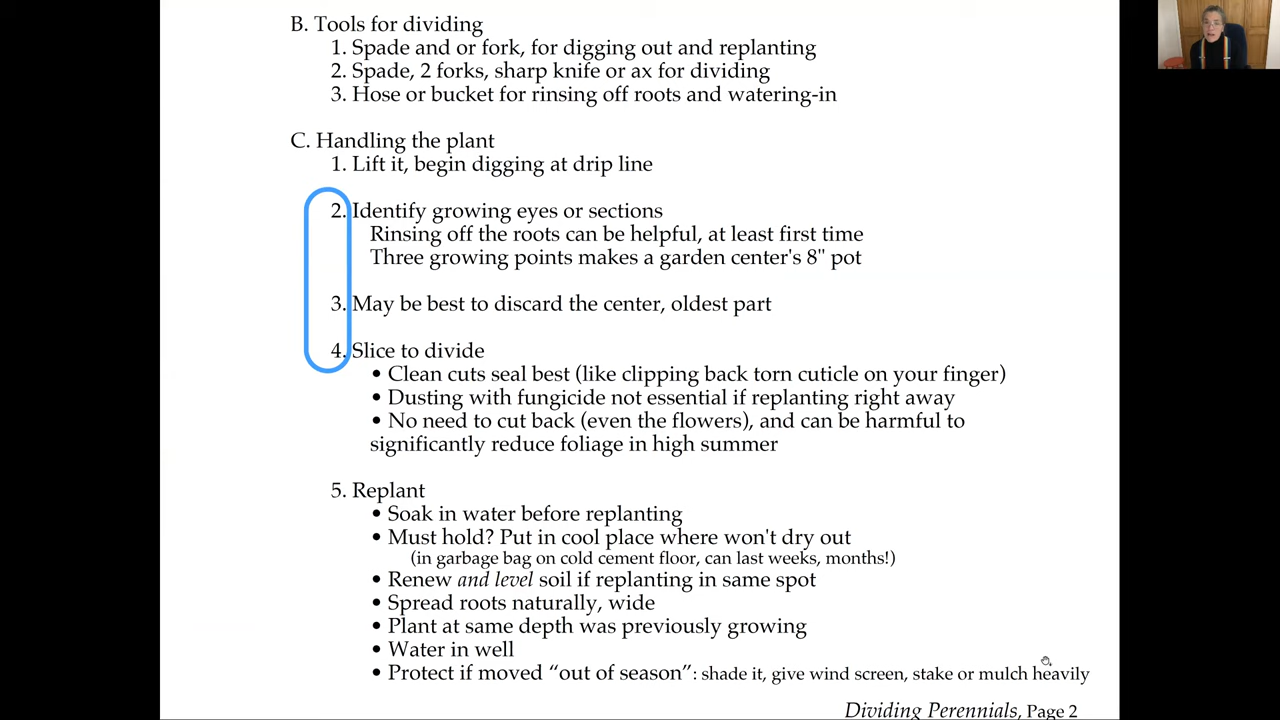 B. Tools for dividing
1. Spade and or fork, for digging out and replanting
2. Spade, 2 forks, sharp knife or ax for dividing
3. Hose or bucket for rinsing off roots and watering-in
C. Handling the plant
1. Lift it, begin digging at drip line
2. Identify growing eyes or sections
Rinsing off the roots can be helpful, at least first time
Three growing points makes a garden center's 8" pot
3. May be best to discard the center, oldest part
4. Slice to divide
• Clean cuts seal best (like clipping back torn cuticle on your finger)
• Dusting with fungicide not essential if replanting right away
• No need to cut back (even the flowers), and can be harmful to
significantly reduce foliage in high summer
5. Replant
• Soak in water before replanting
• Must hold? Put in cool place where won't dry out
(in garbage bag on cold cement floor, can last weeks, months!)
• Renew and level soil if replanting in same spot
• Spread roots naturally, wide
• Plant at same depth was previously growing
• Water in well
• Protect if moved “out of season”: shade it, give wind screen, stake or mulch heavily
Dividing Perennials, Page 2